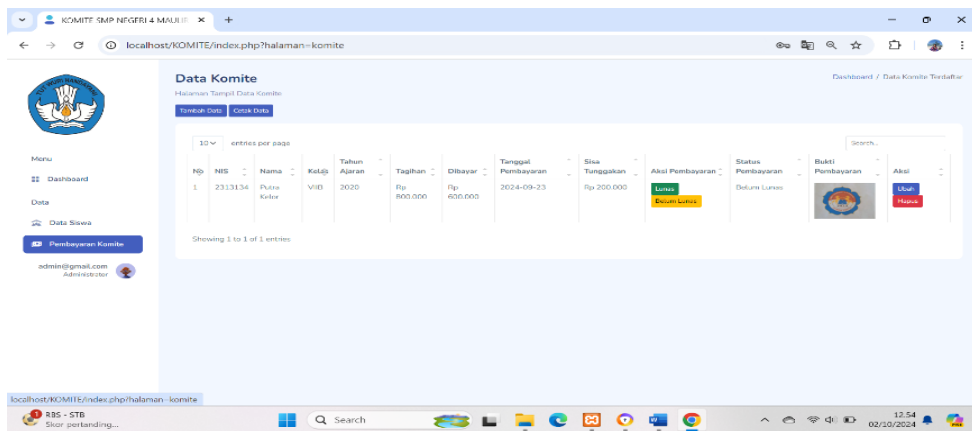 KOMITE SMP NEGERI 4 MAULIF
localhost/KOMITE/index.php?halaman=komite
Data Komite
Halaman Tampil Data Komite
Dashboard / Data Komite Terdaftar
Tambah Data Cetak Data
10 entries per page
Search...
Menu
Dashboard
Data
Data Siswa
Pembayaran Komite
admin@gmail.com
Administrator
No NIS Nama Kelas Tahun Ajaran Tagihan Dibayar Tanggal Pembayaran Sisa Tunggakan Aksi Pembayaran Status Pembayaran Bukti Pembayaran Aksi
1 2313134 Putra Kelor VIIB 2020 Rp 800.000 Rp 600.000 2024-09-23 Rp 200.000 Lunas Belum Lunas Belum Lunas Ubah Hapus
Showing 1 to 1 of 1 entries
localhost/KOMITE/index.php?halaman=komite
1
RBS - STB
Skor pertanding...
Search
12.54
02/10/2024